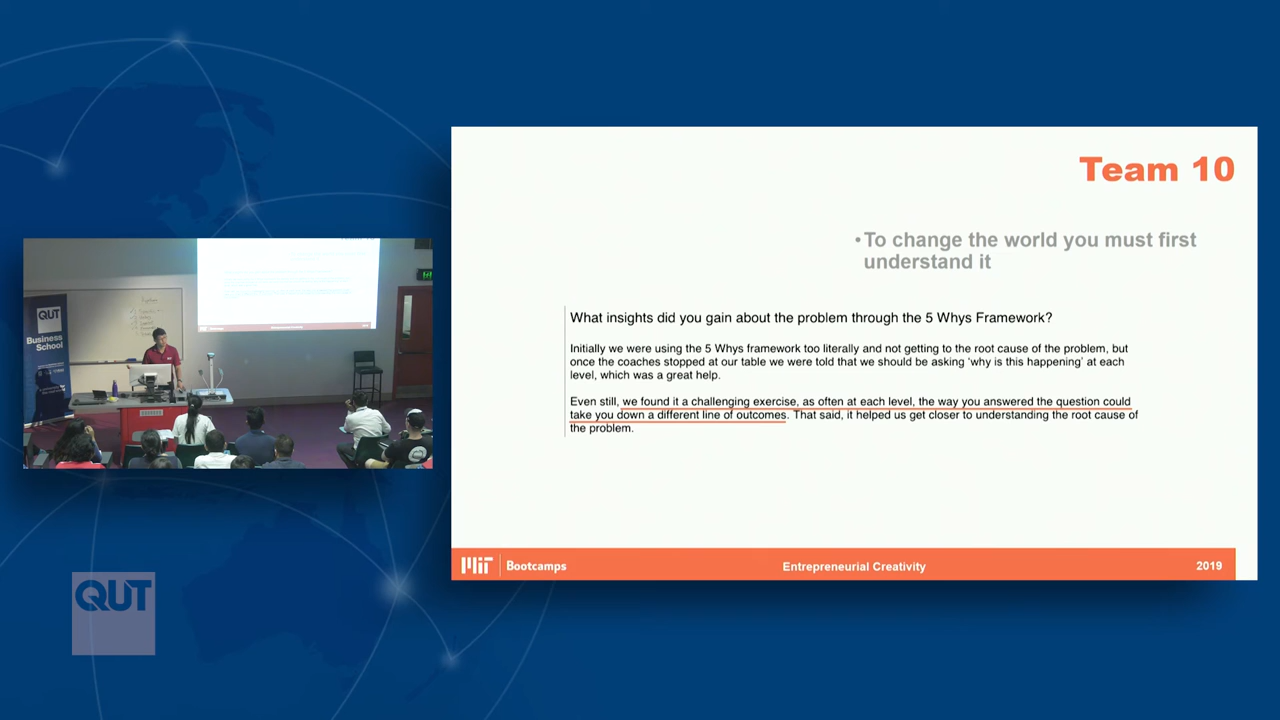 Team 10
•To change the world you must first
understand it
What insights did you gain about the problem through the 5 Whys Framework?
Initially we were using the 5 Whys framework too literally and not getting to the root cause of the problem, but
once the coaches stopped at our table we were told that we should be asking ‘why is this happening’ at each
level, which was a great help.
Even still, we found it a challenging exercise, as often at each level, the way you answered the question could
take you down a different line of outcomes. That said, it helped us get closer to understanding the root cause of
the problem.
MIT Bootcamps
Entrepreneurial Creativity
2019
QUT
Business
School
QUT